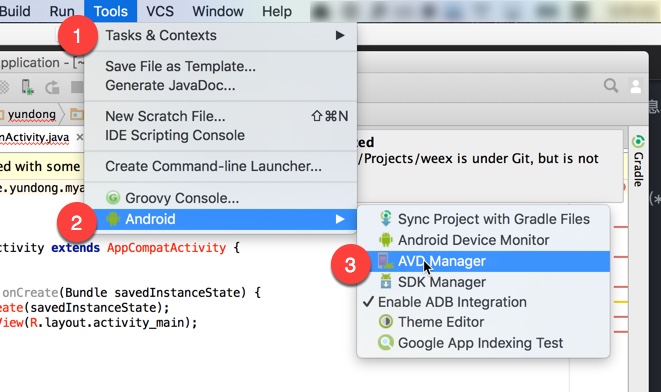 Build Run Tools VCS Window Help
1
Tasks & Contexts
Save File as Template...
Generate JavaDoc...
New Scratch File... ⇧⌘N
IDE Scripting Console
Create Command-line Launcher...
Groovy Console...
2
Android
Sync Project with Gradle Files
Android Device Monitor
3
AVD Manager
SDK Manager
✓ Enable ADB Integration
Theme Editor
Google App Indexing Test
pplication - [~
yundong
nActivity.java ×
ed with some
e.yundong.mya
ctivity extends AppCompatActivity {
onCreate(Bundle savedInstanceState) {
eate(savedInstanceState);
View(R.layout.activity_main);
ted
/Projects/weex is under Git, but is not
Gradle
息
(*